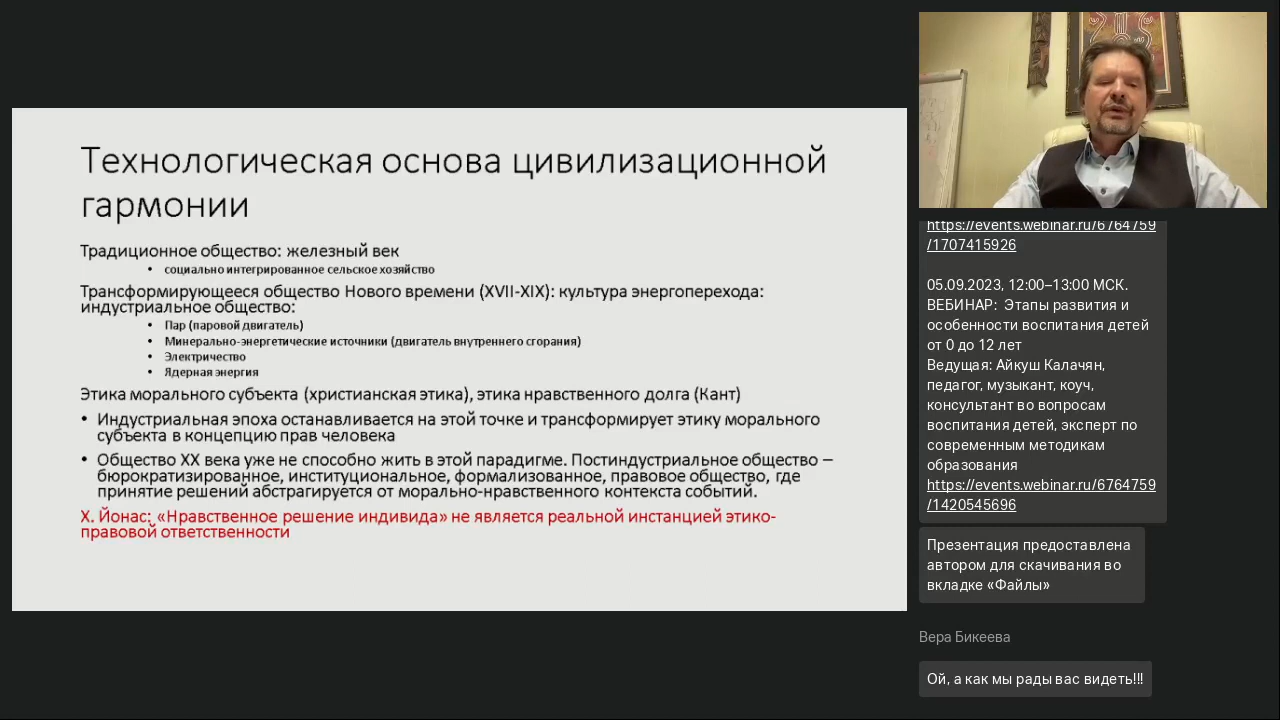 Технологическая основа цивилизационной
гармонии
Традиционное общество: железный век
• социально интегрированное сельское хозяйство
Трансформирующееся общество Нового времени (XVII-XIX): культура энергоперехода:
индустриальное общество:
• Пар (паровой двигатель)
• Минерально-энергетические источники (двигатель внутреннего сгорания)
• Электричество
• Ядерная энергия
Этика морального субъекта (христианская этика), этика нравственного долга (Кант)
• Индустриальная эпоха останавливается на этой точке и трансформирует этику морального
субъекта в концепцию прав человека
• Общество XX века уже не способно жить в этой парадигме. Постиндустриальное общество –
бюрократизированное, институциональное, формализованное, правовое общество, где
принятие решений абстрагируется от морально-нравственного контекста событий.
Х. Йонас: «Нравственное решение индивида» не является реальной инстанцией этико-
правовой ответственности
https://events.webinar.ru/6764759
/1707415926
05.09.2023, 12:00–13:00 МСК.
ВЕБИНАР: Этапы развития и
особенности воспитания детей
от 0 до 12 лет
Ведущая: Айкуш Калачян,
педагог, музыкант, коуч,
консультант во вопросам
воспитания детей, эксперт по
современным методикам
образования
https://events.webinar.ru/6764759
/1420545696
Презентация предоставлена
автором для скачивания во
вкладке «Файлы»
Вера Бикеева
Ой, а как мы рады вас видеть!!!